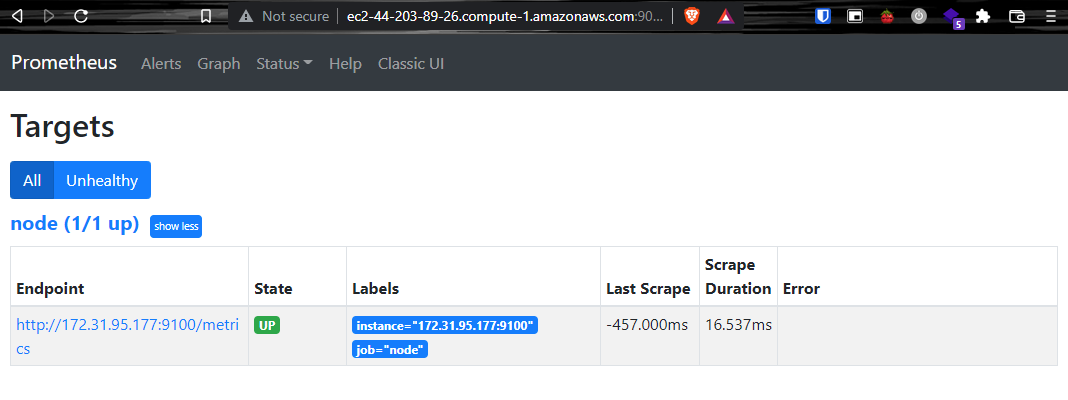 Not secure ec2-44-203-89-26.compute-1.amazonaws.com:90...
5
Prometheus Alerts Graph Status Help Classic UI
Targets
All Unhealthy
node (1/1 up) show less
Endpoint State Labels Last Scrape Scrape Duration Error
http://172.31.95.177:9100/metrics UP instance="172.31.95.177:9100" -457.000ms 16.537ms
job="node"